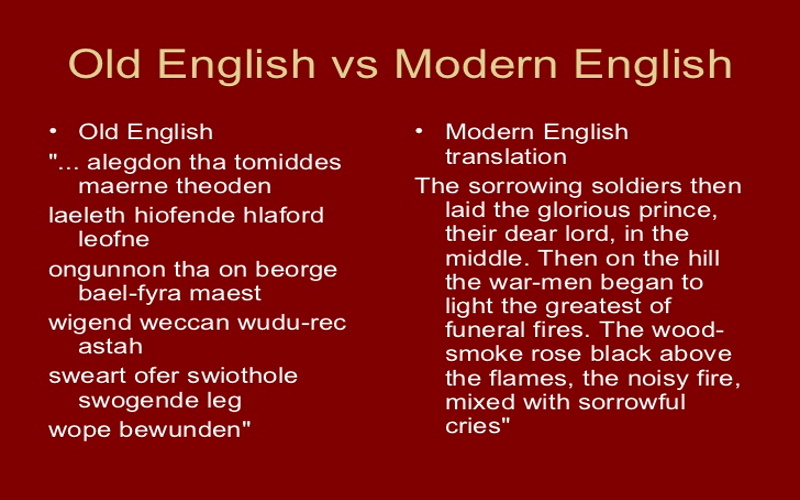 Old English vs Modern English
• Old English
"... alegdon tha tomiddes
maerne theoden
laeleth hiofende hlaford
leofne
ongunnon tha on beorge
bael-fyra maest
wigend weccan wudu-rec
astah
sweart ofer swiothole
swogende leg
wope bewunden"
• Modern English
translation
The sorrowing soldiers then
laid the glorious prince,
their dear lord, in the
middle. Then on the hill
the war-men began to
light the greatest of
funeral fires. The wood-
smoke rose black above
the flames, the noisy fire,
mixed with sorrowful
cries"